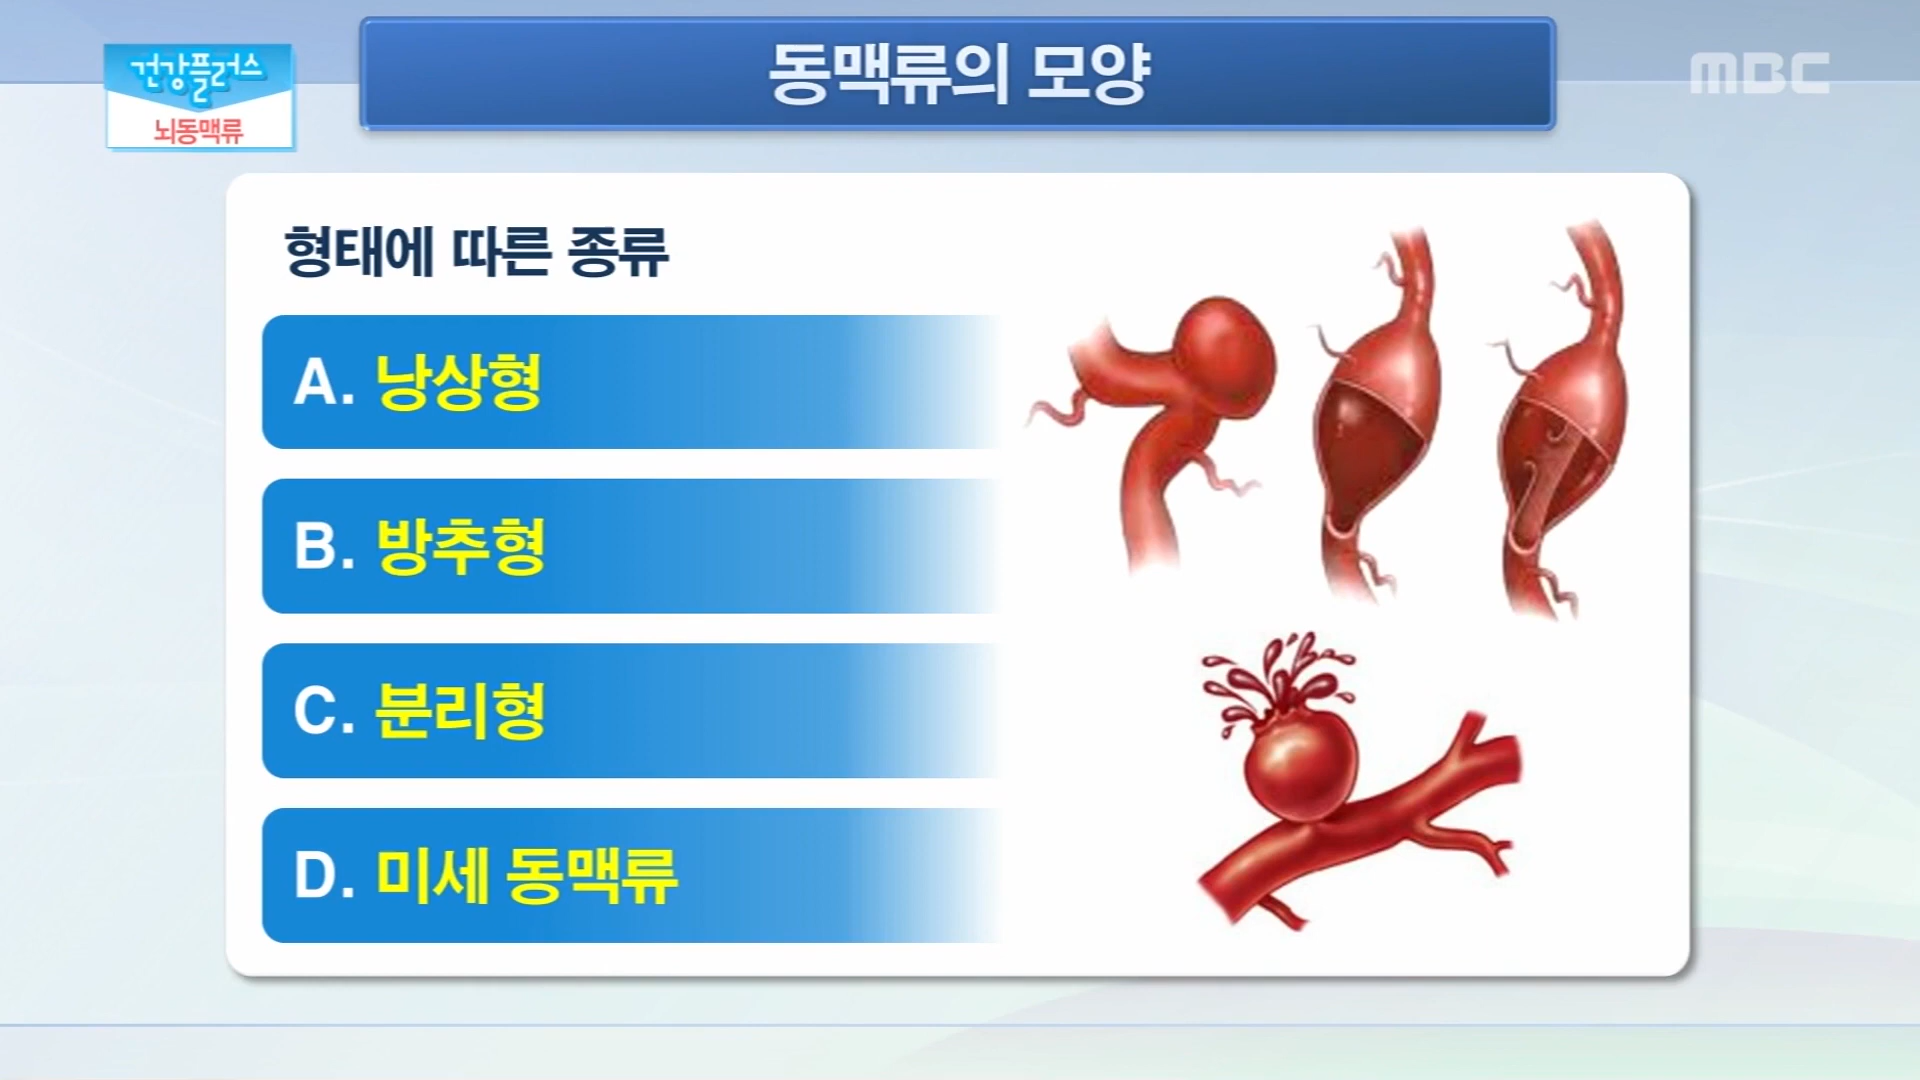 동맥류의 모양
MBC
건강플러스
뇌동맥류
형태에 따른 종류
A. 낭상형
B. 방추형
C. 분리형
D. 미세 동맥류